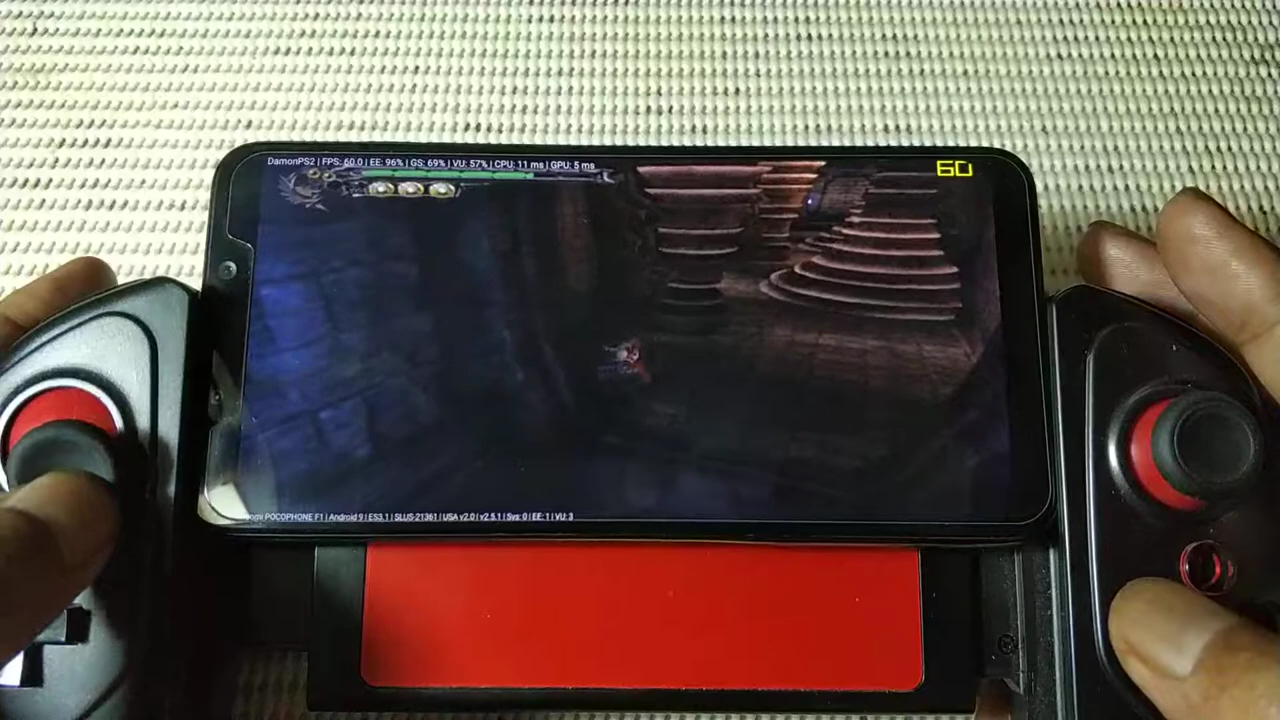 DamonPS2 | FPS: 60.0 | EE: 96% | GS: 69% | VU: 57% | CPU: 11 ms | GPU: 5 ms
60
POCOPHONE F1 | Android 9 | ES3.1 | SLUS-21361 | USA v2.0 | v2.5.1 | Sys: 0 | EE: 1 | VU: 3